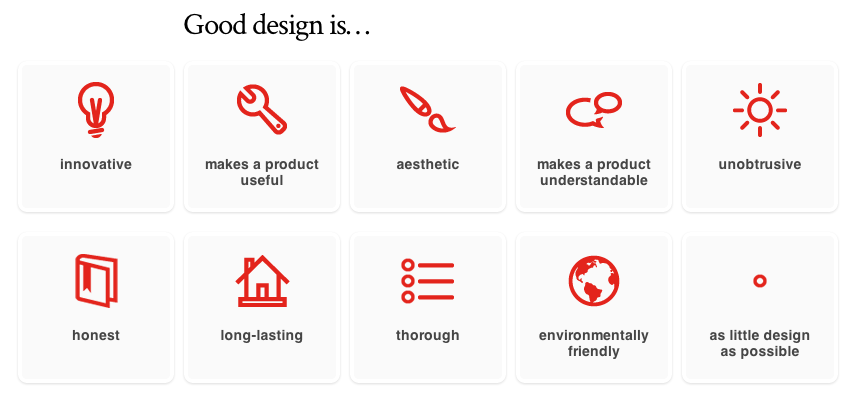 Good design is…
innovative
makes a product
useful
aesthetic
makes a product
understandable
unobtrusive
honest
long-lasting
thorough
environmentally
friendly
as little design
as possible